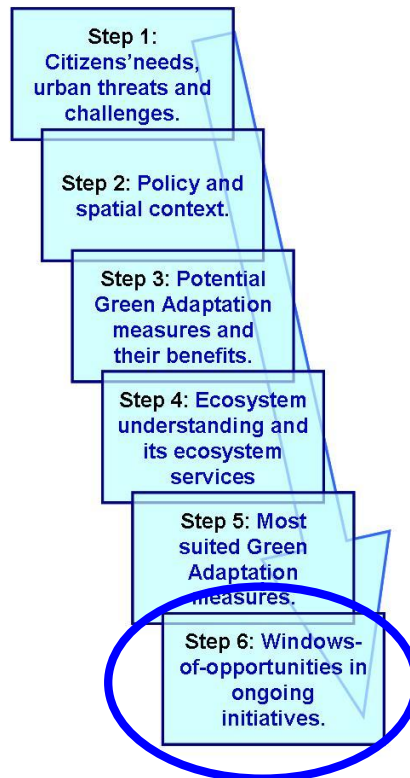 Step 1:
Citizens'needs,
urban threats and
challenges.
Step 2: Policy and
spatial context.
Step 3: Potential
Green Adaptation
measures and
their benefits.
Step 4: Ecosystem
understanding and
its ecosystem
services
Step 5: Most
suited Green
Adaptation
measures.
Step 6: Windows-
of-opportunities in
ongoing
initiatives.